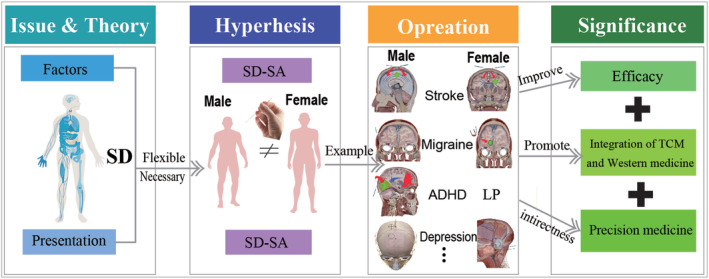 Issue & Theory
Factors
SD
Presentation
Flexible
Necessary
Hyperhesis
SD-SA
Male
Female
≠
SD-SA
Example
Opreation
Male
Female
Stroke
Migraine
ADHD
LP
Depression
Improve
Promote
intirectness
Significance
Efficacy
Integration of TCM
and Western medicine
Precision medicine